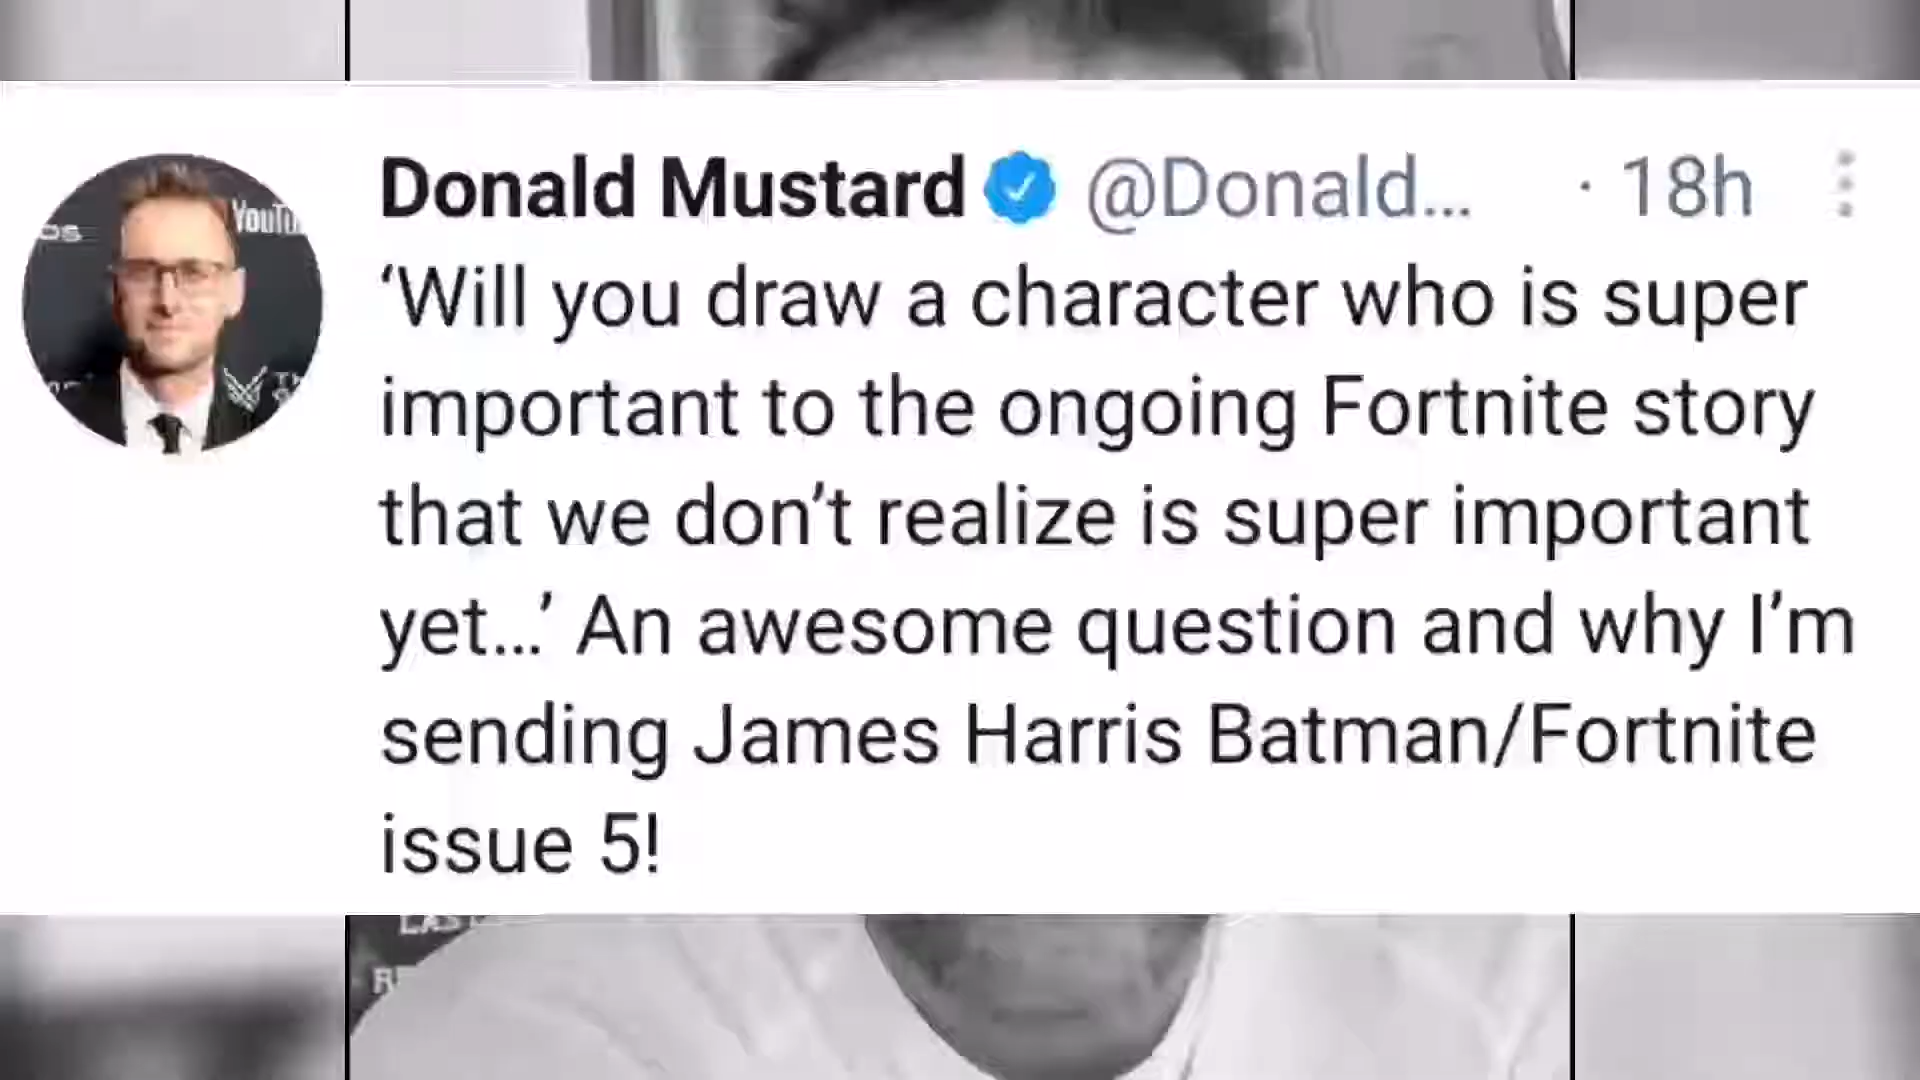 Donald Mustard @Donald... · 18h
‘Will you draw a character who is super
important to the ongoing Fortnite story
that we don’t realize is super important
yet...’ An awesome question and why I’m
sending James Harris Batman/Fortnite
issue 5!